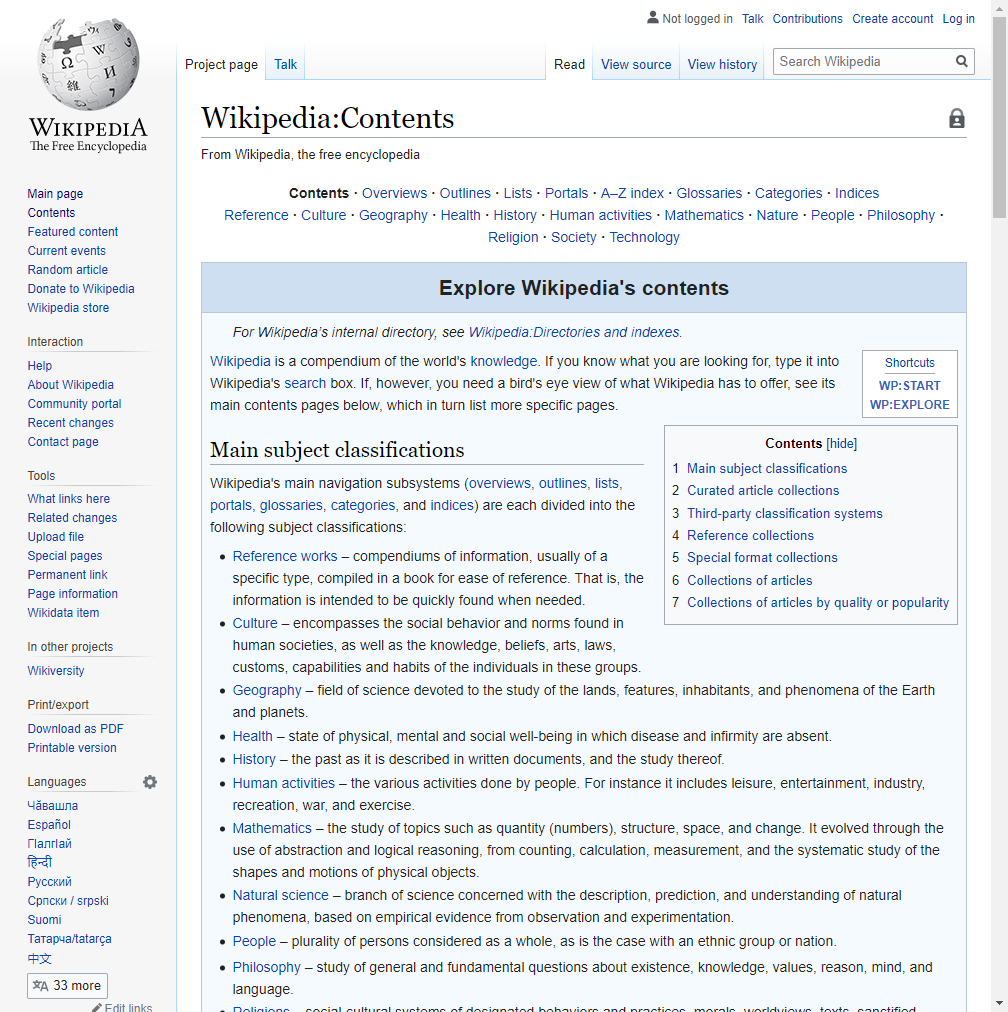 Not logged in Talk Contributions Create account Log in
Project page Talk Read View source View history Search Wikipedia
WIKIPEDIA
The Free Encyclopedia
Main page
Contents
Featured content
Current events
Random article
Donate to Wikipedia
Wikipedia store
Interaction
Help
About Wikipedia
Community portal
Recent changes
Contact page
Tools
What links here
Related changes
Upload file
Special pages
Permanent link
Page information
Wikidata item
In other projects
Wikiversity
Print/export
Download as PDF
Printable version
Languages
Чӑвашла
Español
ГӀалгӀай
हिन्दी
Русский
Српски / srpski
Suomi
Татарча/tatarça
中文
33 more
Edit links
Wikipedia:Contents
From Wikipedia, the free encyclopedia
Contents · Overviews · Outlines · Lists · Portals · A–Z index · Glossaries · Categories · Indices
Reference · Culture · Geography · Health · History · Human activities · Mathematics · Nature · People · Philosophy ·
Religion · Society · Technology
Explore Wikipedia's contents
For Wikipedia's internal directory, see Wikipedia:Directories and indexes.
Wikipedia is a compendium of the world's knowledge. If you know what you are looking for, type it into
Wikipedia's search box. If, however, you need a bird's eye view of what Wikipedia has to offer, see its
main contents pages below, which in turn list more specific pages.
Shortcuts
WP:START
WP:EXPLORE
Contents [hide]
1 Main subject classifications
2 Curated article collections
3 Third-party classification systems
4 Reference collections
5 Special format collections
6 Collections of articles
7 Collections of articles by quality or popularity
Main subject classifications
Wikipedia's main navigation subsystems (overviews, outlines, lists,
portals, glossaries, categories, and indices) are each divided into the
following subject classifications:
• Reference works – compendiums of information, usually of a
specific type, compiled in a book for ease of reference. That is, the
information is intended to be quickly found when needed.
• Culture – encompasses the social behavior and norms found in
human societies, as well as the knowledge, beliefs, arts, laws,
customs, capabilities and habits of the individuals in these groups.
• Geography – field of science devoted to the study of the lands, features, inhabitants, and phenomena of the Earth
and planets.
• Health – state of physical, mental and social well-being in which disease and infirmity are absent.
• History – the past as it is described in written documents, and the study thereof.
• Human activities – the various activities done by people. For instance it includes leisure, entertainment, industry,
recreation, war, and exercise.
• Mathematics – the study of topics such as quantity (numbers), structure, space, and change. It evolved through the
use of abstraction and logical reasoning, from counting, calculation, measurement, and the systematic study of the
shapes and motions of physical objects.
• Natural science – branch of science concerned with the description, prediction, and understanding of natural
phenomena, based on empirical evidence from observation and experimentation.
• People – plurality of persons considered as a whole, as is the case with an ethnic group or nation.
• Philosophy – study of general and fundamental questions about existence, knowledge, values, reason, mind, and
language.
• Religions – social-cultural systems of designated behaviors and practices, morals, worldviews, texts, sanctified